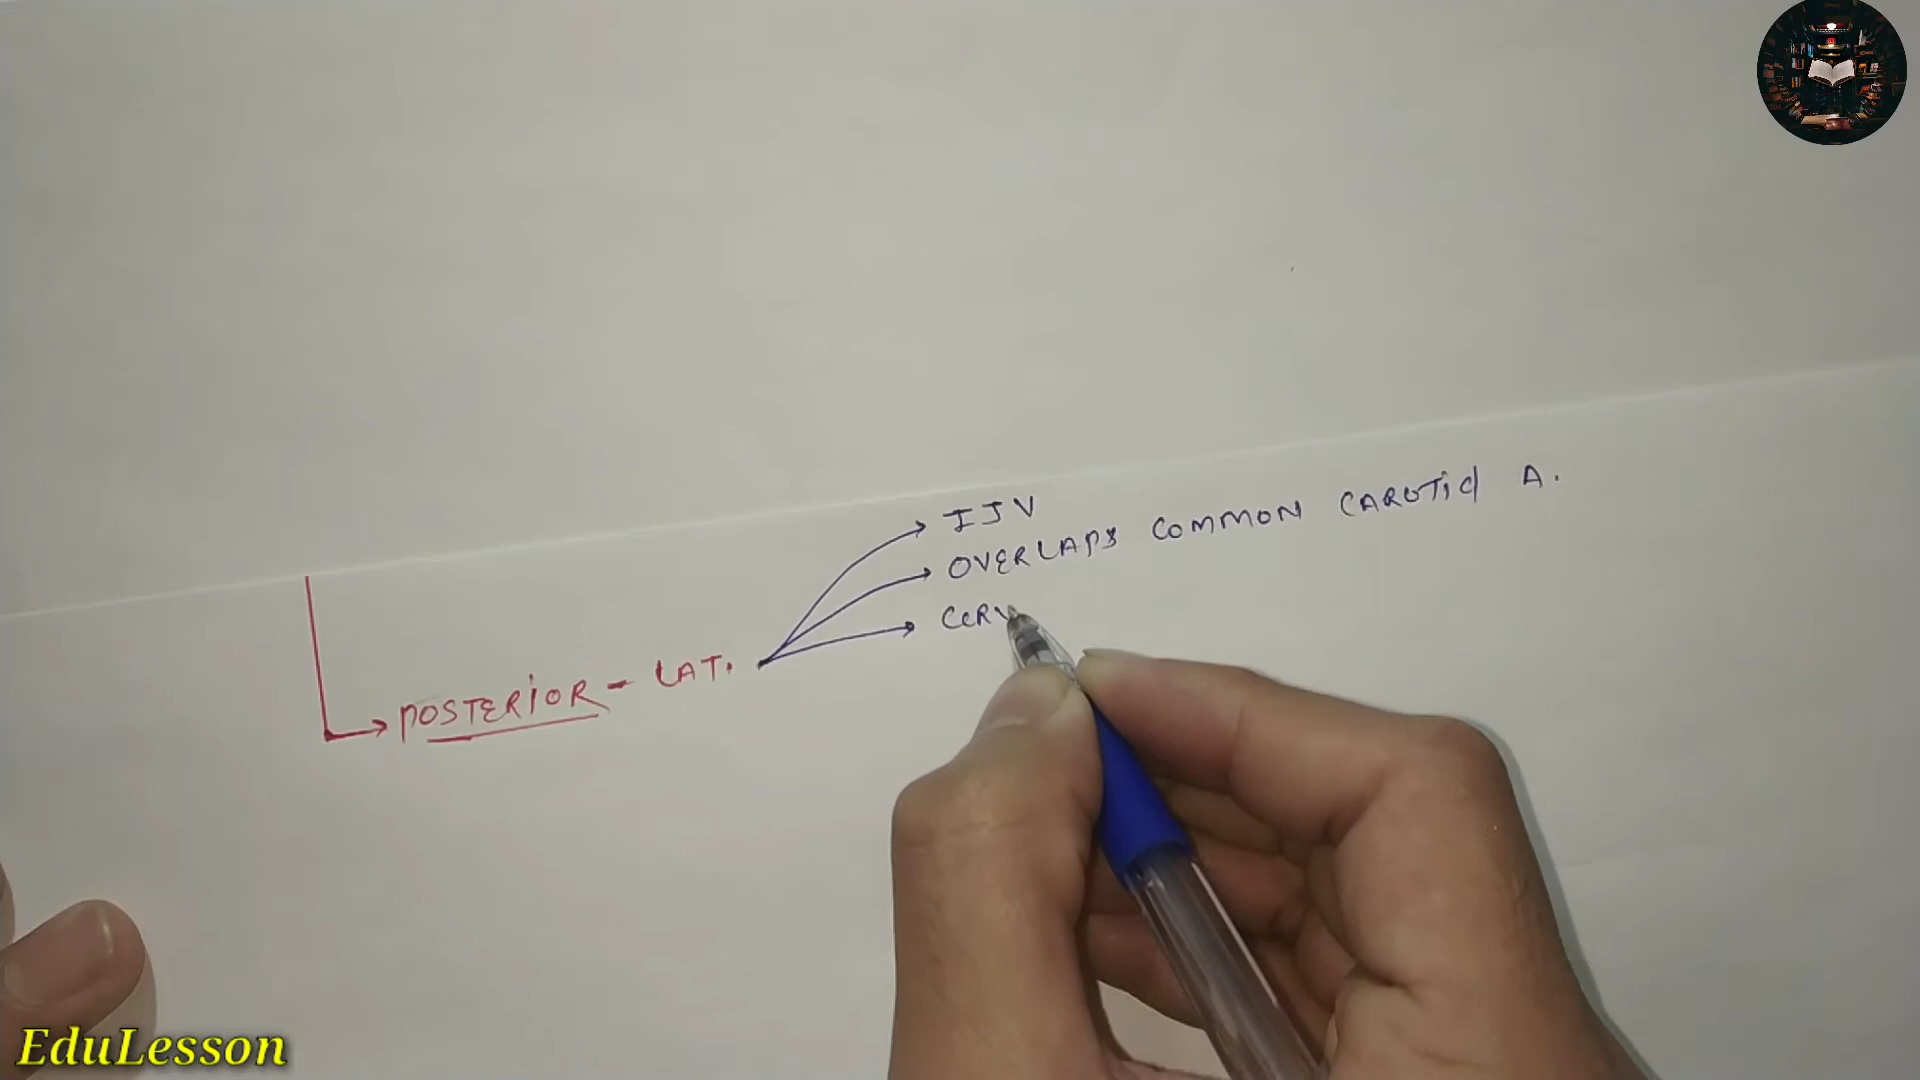 IJV
OVERLAPS COMMON CAROTID A.
CERV
POSTERIOR - LAT.
EduLesson